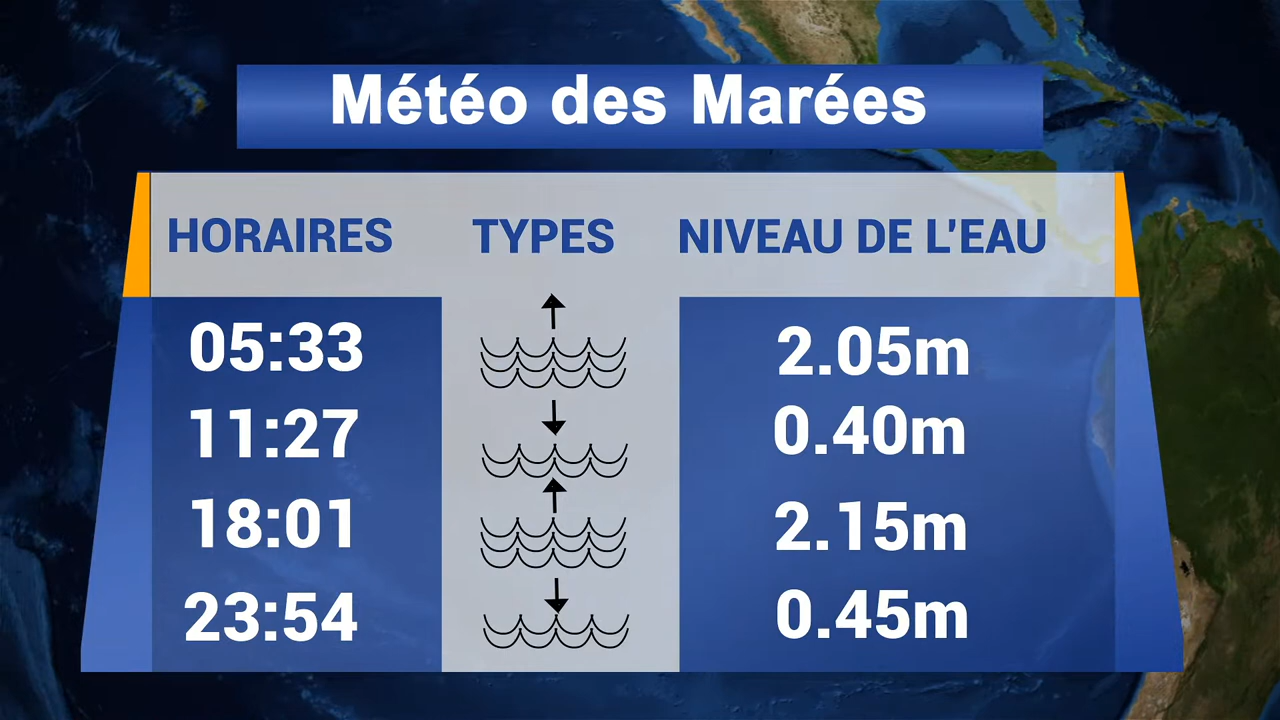 Météo des Marées
HORAIRES TYPES NIVEAU DE L'EAU
05:33 2.05m
11:27 0.40m
18:01 2.15m
23:54 0.45m